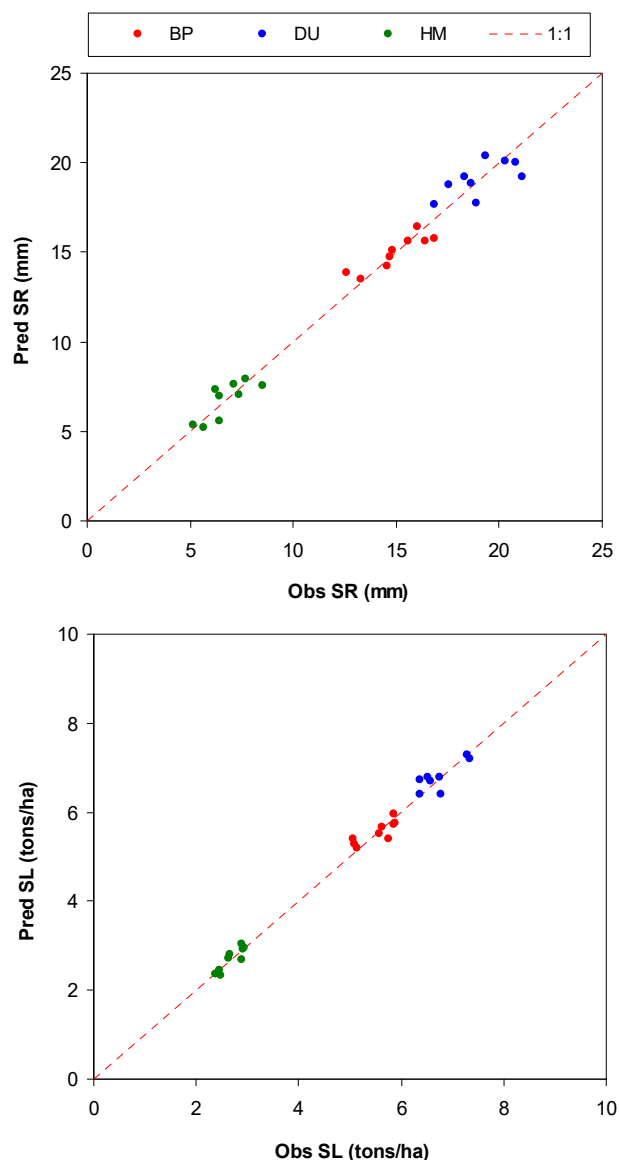 BP DU HM 1:1
25
20
15
10
5
0
Pred SR (mm)
0 5 10 15 20 25
Obs SR (mm)
10
8
6
4
2
0
Pred SL (tons/ha)
0 2 4 6 8 10
Obs SL (tons/ha)